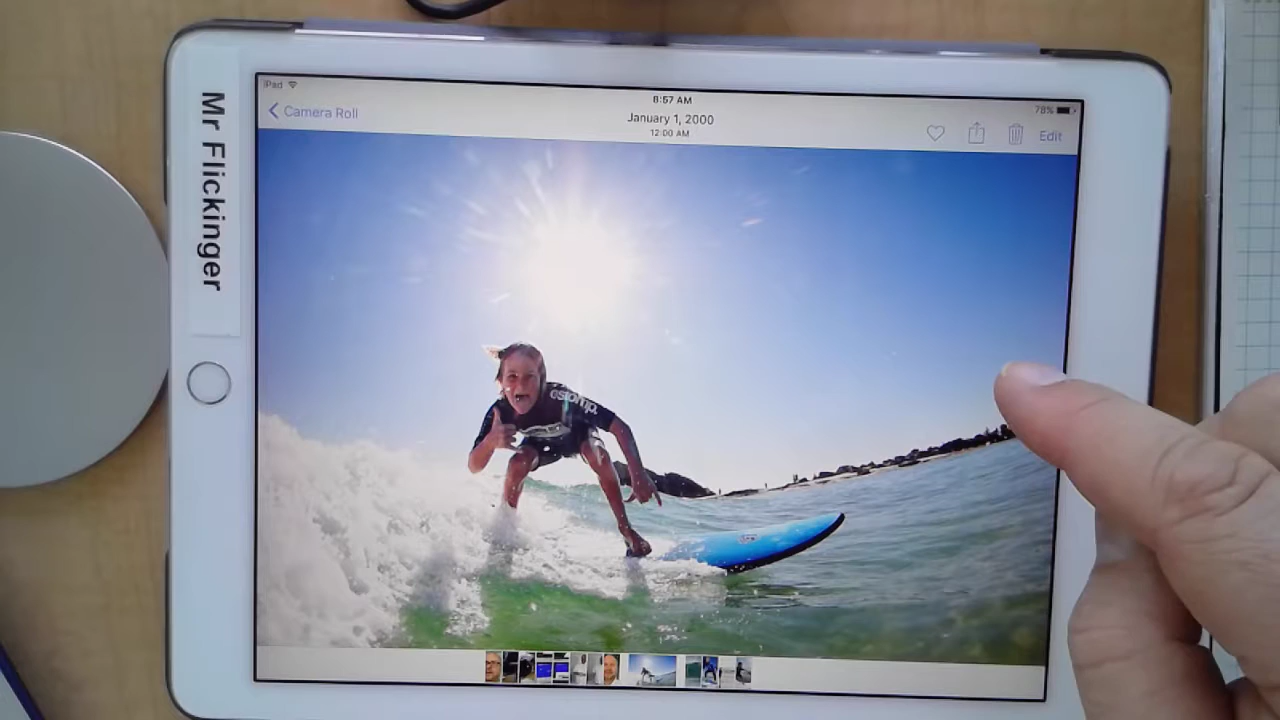 Mr Flickinger
iPad
8:57 AM
78%
Camera Roll
January 1, 2000
12:00 AM
Edit